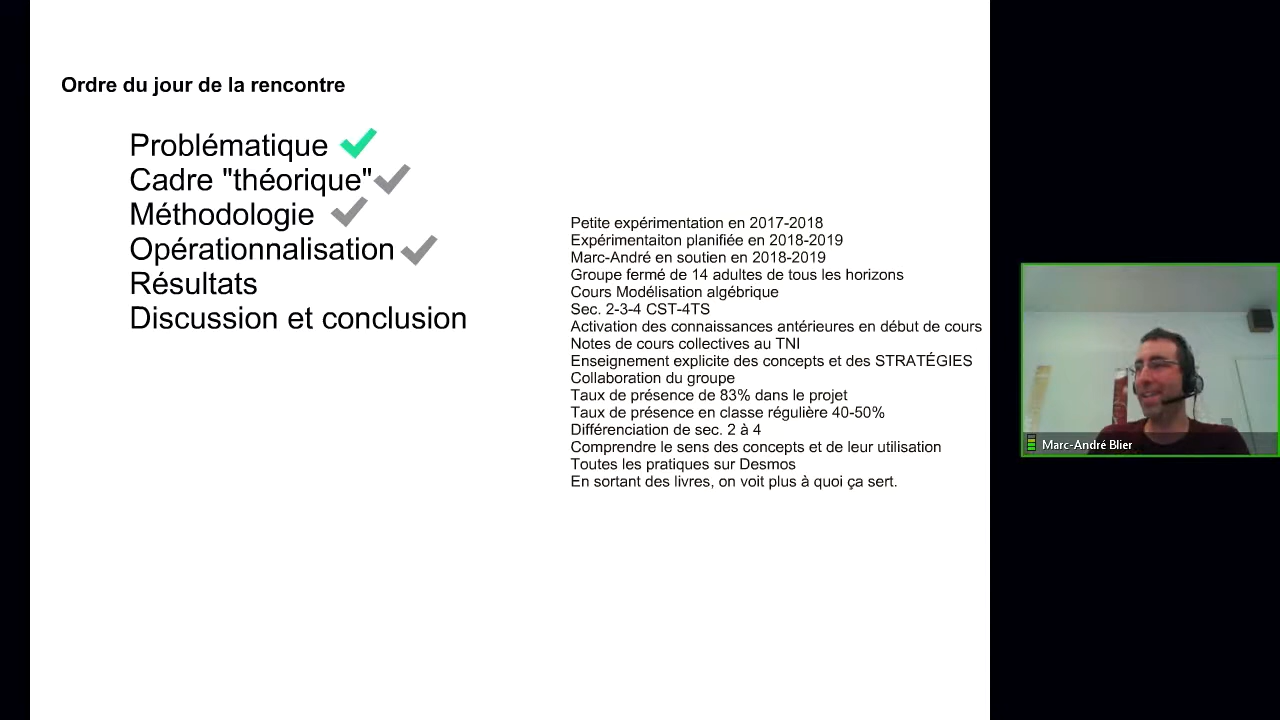 Ordre du jour de la rencontre
Problématique
Cadre "théorique"
Méthodologie
Opérationnalisation
Résultats
Discussion et conclusion
Petite expérimentation en 2017-2018
Expérimentaiton planifiée en 2018-2019
Marc-André en soutien en 2018-2019
Groupe fermé de 14 adultes de tous les horizons
Cours Modélisation algébrique
Sec. 2-3-4 CST-4TS
Activation des connaissances antérieures en début de cours
Notes de cours collectives au TNI
Enseignement explicite des concepts et des STRATÉGIES
Collaboration du groupe
Taux de présence de 83% dans le projet
Taux de présence en classe régulière 40-50%
Différenciation de sec. 2 à 4
Comprendre le sens des concepts et de leur utilisation
Toutes les pratiques sur Desmos
En sortant des livres, on voit plus à quoi ça sert.
Marc-André Blier